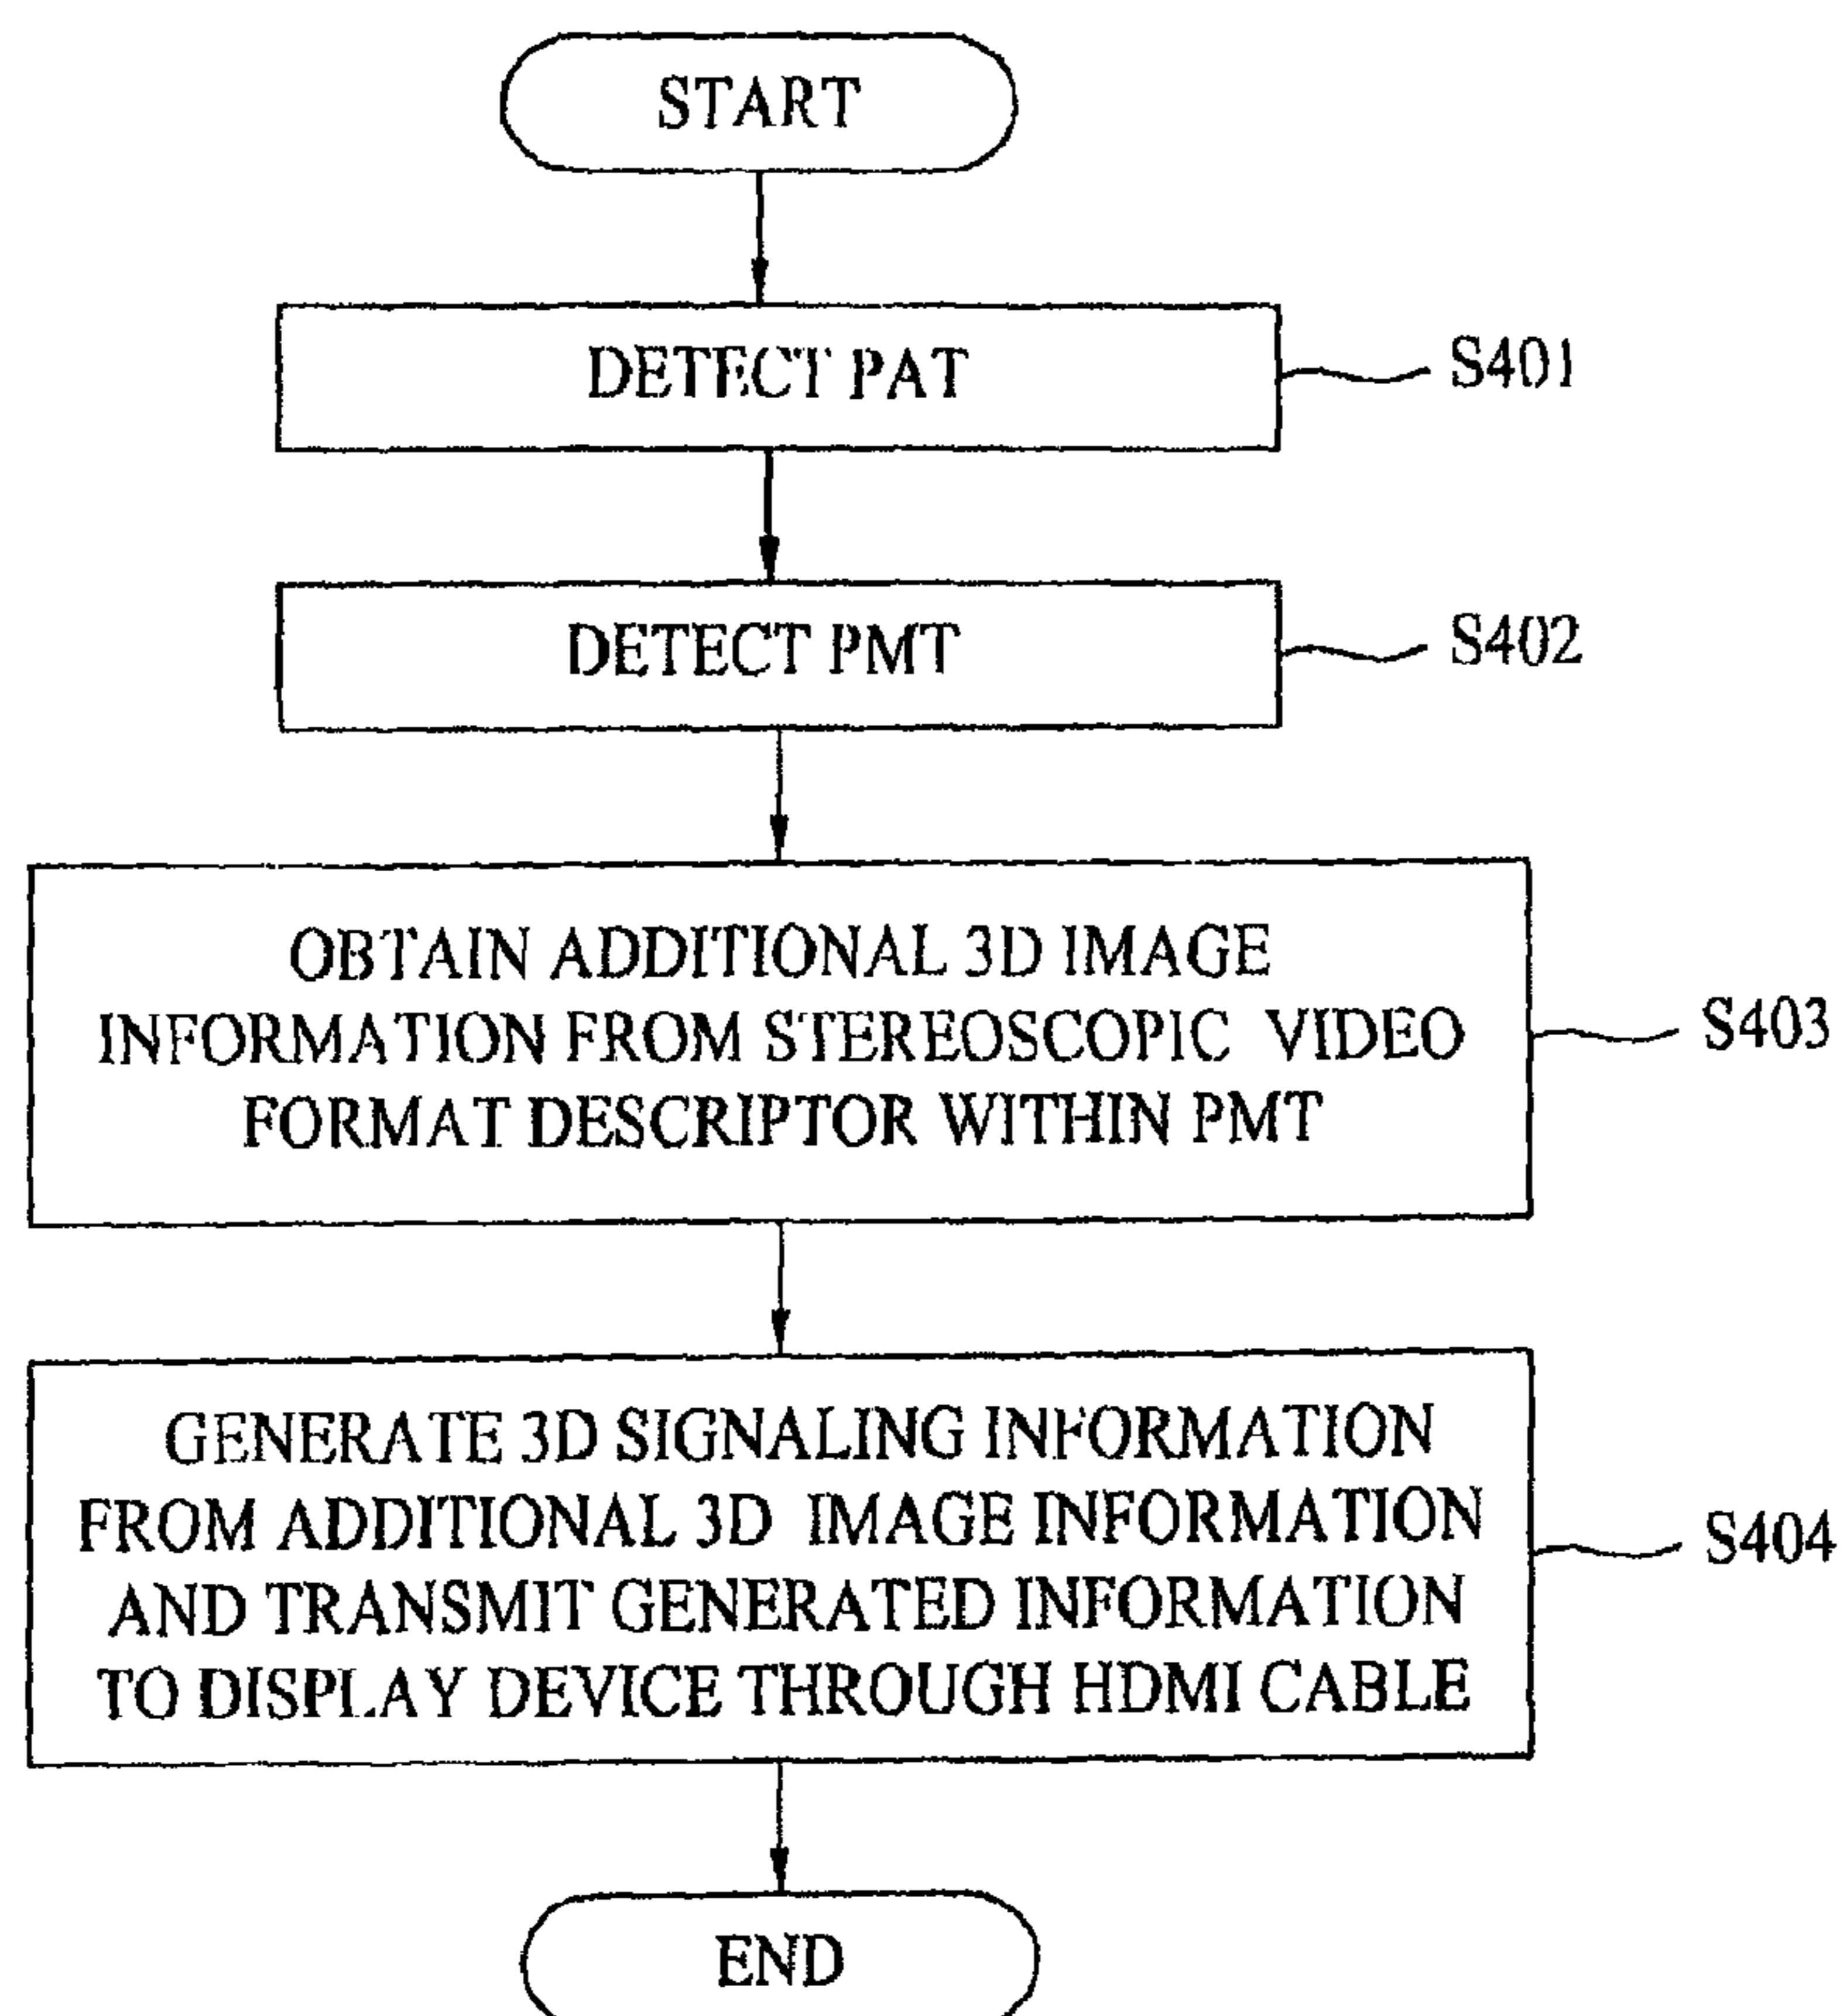 START
DETECT PAT
S401
DETECT PMT
S402
OBTAIN ADDITIONAL 3D IMAGE
INFORMATION FROM STEREOSCOPIC VIDEO
FORMAT DESCRIPTOR WITHIN PMT
S403
GENERATE 3D SIGNALING INFORMATION
FROM ADDITIONAL 3D IMAGE INFORMATION
AND TRANSMIT GENERATED INFORMATION
TO DISPLAY DEVICE THROUGH HDMI CABLE
S404
END